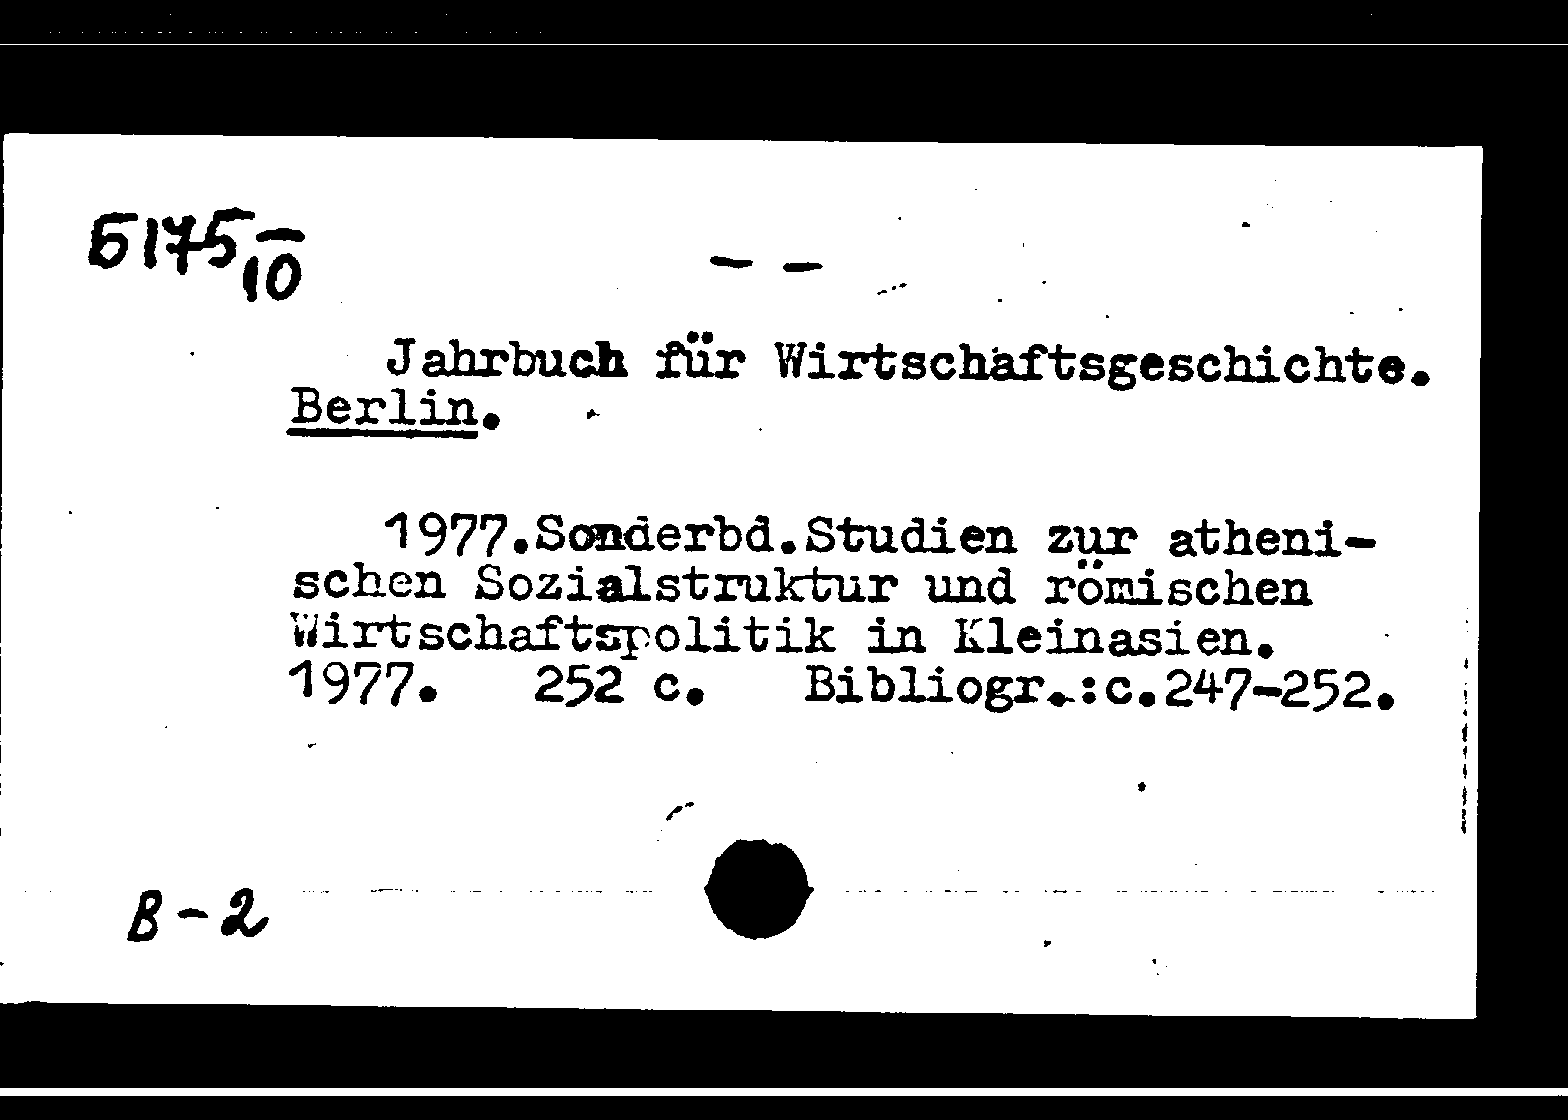 Б175
10
— —
Jahrbuch für Wirtschaftsgeschichte.
Berlin.
1977.Sonderbd.Studien zur atheni-
schen Sozialstruktur und römischen
Wirtschaftspolitik in Kleinasien.
1977. 252 с. Bibliogr.:с.247-252.
В-2